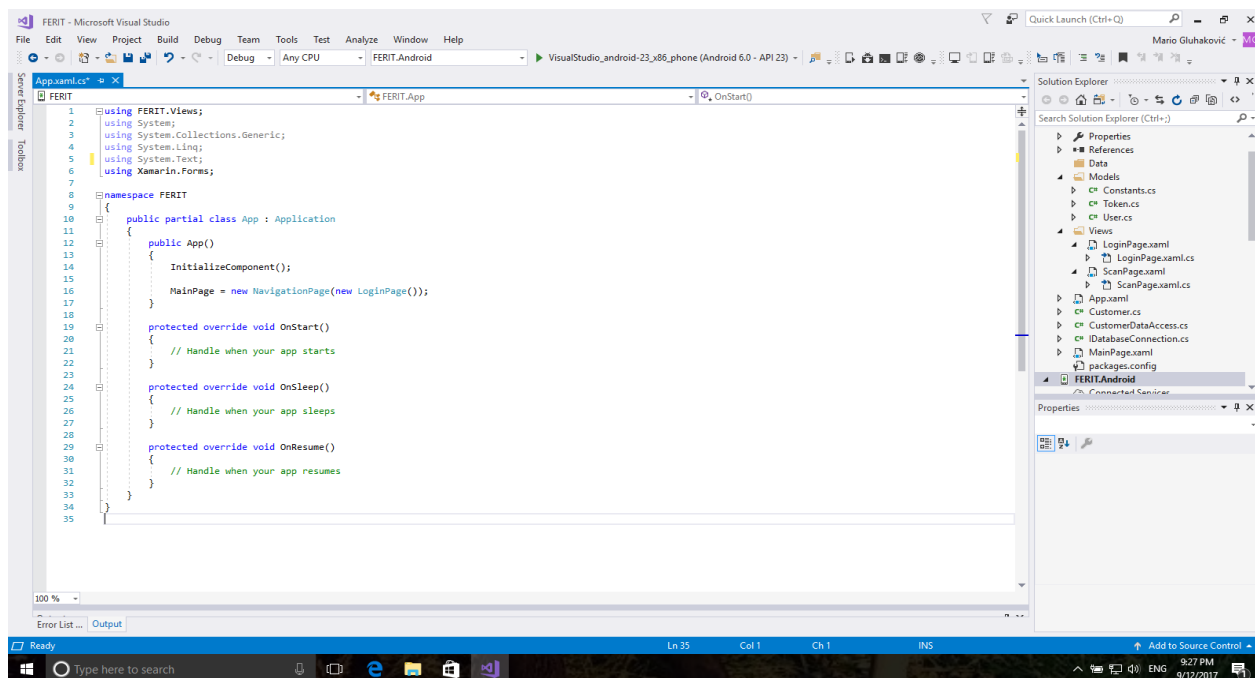 FERIT - Microsoft Visual Studio
Quick Launch (Ctrl+Q)
File Edit View Project Build Debug Team Tools Test Analyze Window Help
Mario Gluhaković
Debug Any CPU FERIT.Android VisualStudio_android-23_x86_phone (Android 6.0 - API 23)
Server Explorer
Toolbox
App.xaml.cs*
FERIT FERIT.App OnStart()
1 using FERIT.Views;
2 using System;
3 using System.Collections.Generic;
4 using System.Linq;
5 using System.Text;
6 using Xamarin.Forms;
7
8 namespace FERIT
9 {
10 public partial class App : Application
11 {
12 public App()
13 {
14 InitializeComponent();
15
16 MainPage = new NavigationPage(new LoginPage());
17 }
18
19 protected override void OnStart()
20 {
21 // Handle when your app starts
22 }
23
24 protected override void OnSleep()
25 {
26 // Handle when your app sleeps
27 }
28
29 protected override void OnResume()
30 {
31 // Handle when your app resumes
32 }
33 }
34 }
35
100 %
Error List ... Output
Solution Explorer
Search Solution Explorer (Ctrl+;)
Properties
References
Data
Models
C# Constants.cs
C# Token.cs
C# User.cs
Views
LoginPage.xaml
LoginPage.xaml.cs
ScanPage.xaml
ScanPage.xaml.cs
App.xaml
C# Customer.cs
C# CustomerDataAccess.cs
C# IDatabaseConnection.cs
MainPage.xaml
packages.config
FERIT.Android
Connected Services
Properties
Ready Ln 35 Col 1 Ch 1 INS Add to Source Control
Type here to search
ENG
9:27 PM
9/12/2017